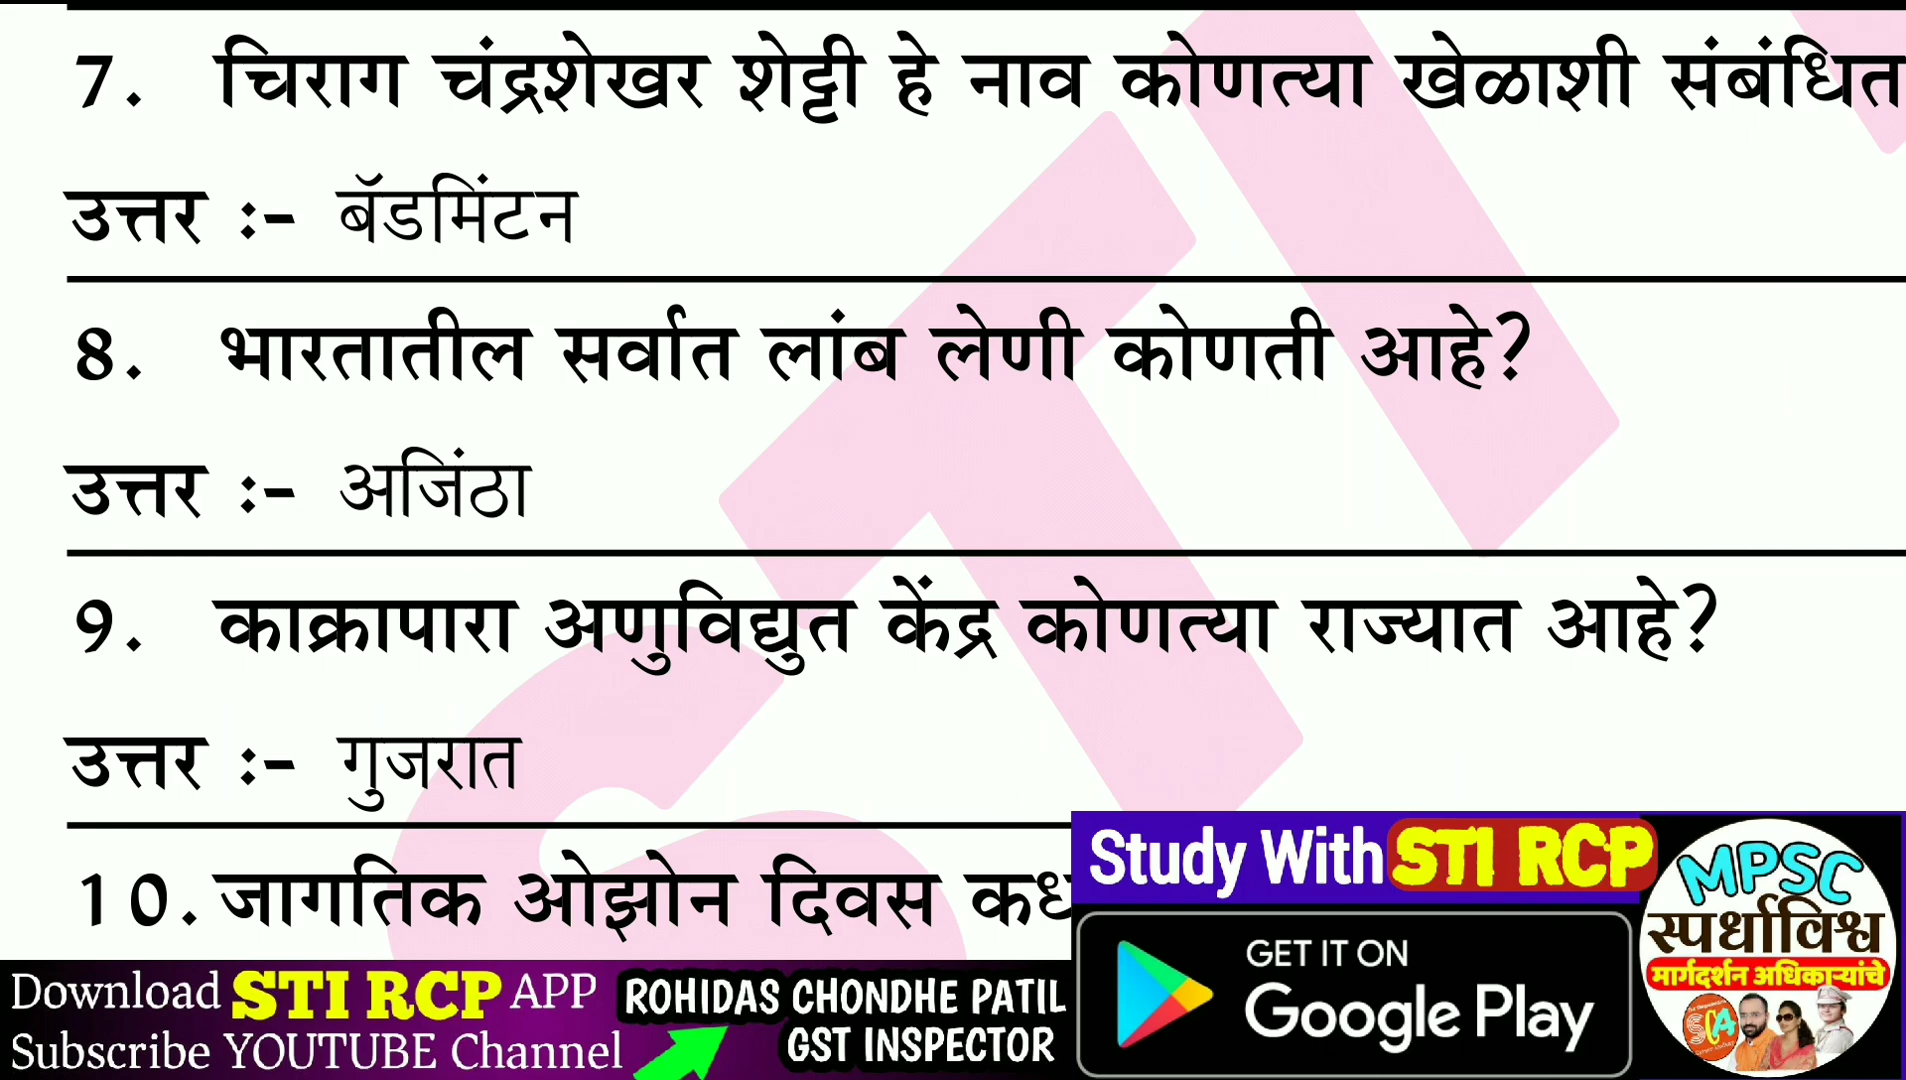 7. चिराग चंद्रशेखर शेट्टी हे नाव कोणत्या खेळाशी संबंधित
उत्तर :- बॅडमिंटन
8. भारतातील सर्वात लांब लेणी कोणती आहे?
उत्तर :- अजिंठा
9. काक्रापारा अणुविद्युत केंद्र कोणत्या राज्यात आहे?
उत्तर :- गुजरात
10. जागतिक ओझोन दिवस
Study With STI RCP
GET IT ON
Google Play
MPSC
स्पर्धाविश्व
मार्गदर्शन अधिकाऱ्यांचे
SCA
Download STI RCP APP
Subscribe YOUTUBE Channel
ROHIDAS CHONDHE PATIL
GST INSPECTOR